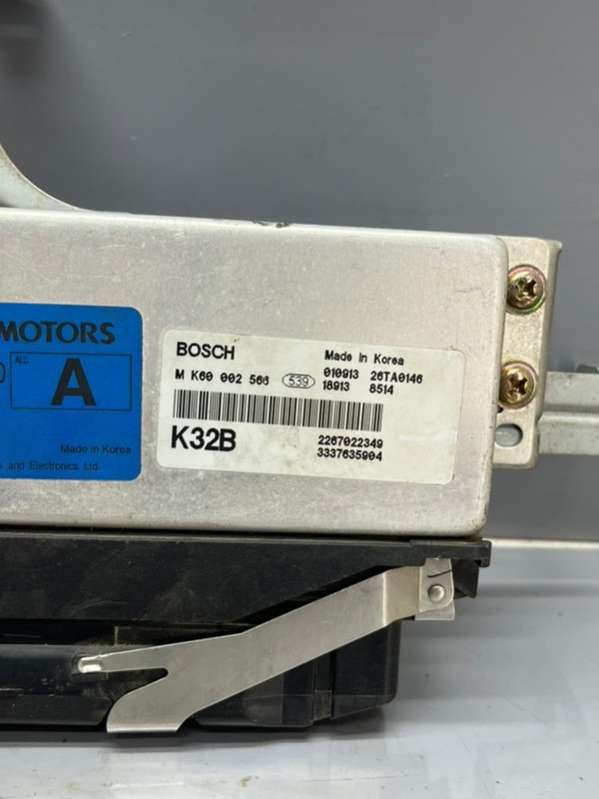 MOTORS
ALC
A
Made in Korea
and Electronics Ltd.
BOSCH
Made in Korea
M K60 002 566 539 010913 26TA0146
18913 8514
K32B
2267022349
3337635904